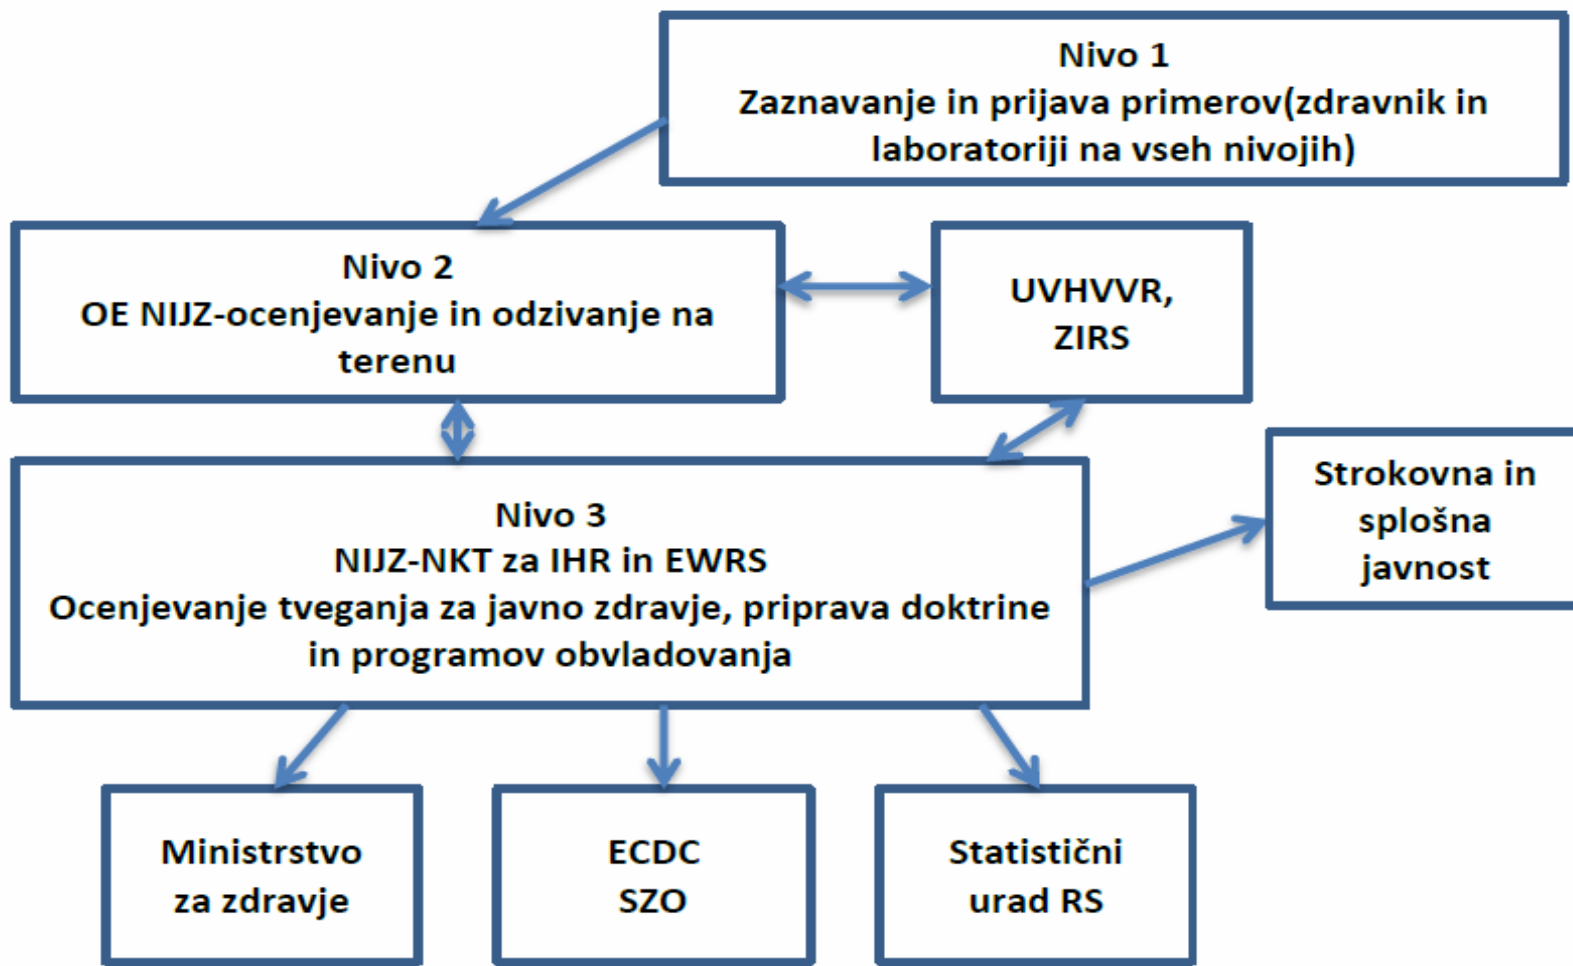 Nivo 1
Zaznavanje in prijava primerov(zdravnik in
laboratoriji na vseh nivojih)
Nivo 2
OE NIJZ-ocenjevanje in odzivanje na
terenu
UVHVVR,
ZIRS
Nivo 3
NIJZ-NKT za IHR in EWRS
Ocenjevanje tveganja za javno zdravje, priprava doktrine
in programov obvladovanja
Strokovna in
splošna
javnost
Ministrstvo
za zdravje
ECDC
SZO
Statistični
urad RS